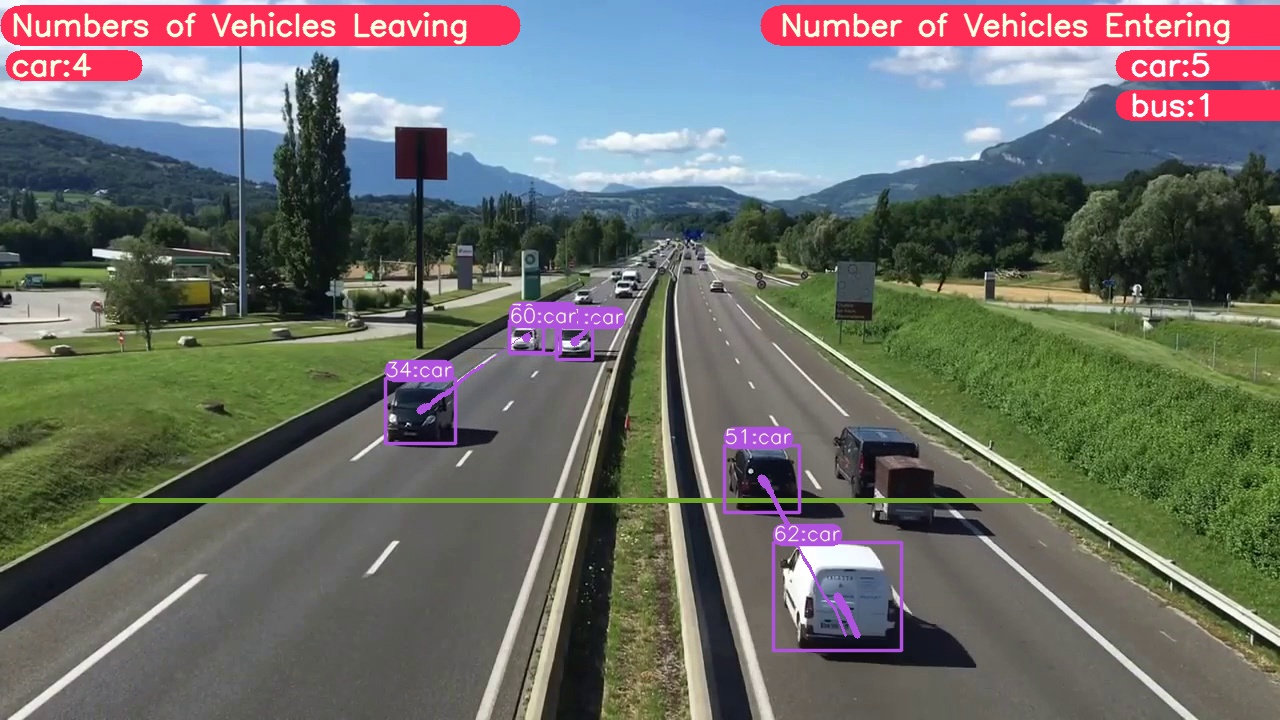 Numbers of Vehicles Leaving
car:4
Number of Vehicles Entering
car:5
bus:1
60:car
:car
34:car
51:car
62:car